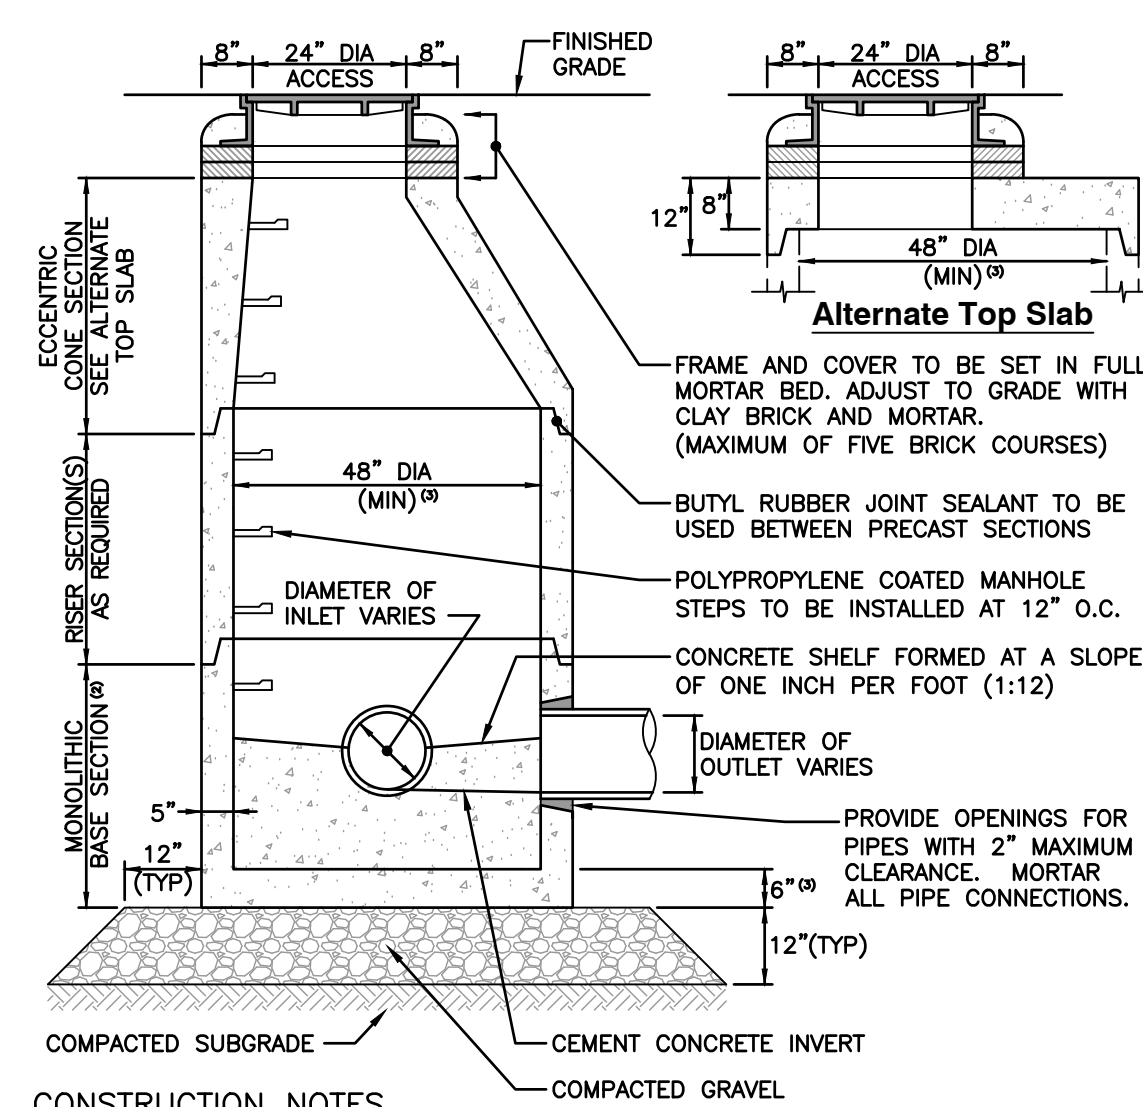 8”
24” DIA
ACCESS
8”
FINISHED
GRADE
8”
24” DIA
ACCESS
8”
12”
8”
48” DIA
(MIN)⁽³⁾
Alternate Top Slab
ECCENTRIC
CONE SECTION
SEE ALTERNATE
TOP SLAB
FRAME AND COVER TO BE SET IN FULL
MORTAR BED. ADJUST TO GRADE WITH
CLAY BRICK AND MORTAR.
(MAXIMUM OF FIVE BRICK COURSES)
RISER SECTION(S)
AS REQUIRED
48” DIA
(MIN)⁽³⁾
BUTYL RUBBER JOINT SEALANT TO BE
USED BETWEEN PRECAST SECTIONS
POLYPROPYLENE COATED MANHOLE
STEPS TO BE INSTALLED AT 12” O.C.
DIAMETER OF
INLET VARIES
CONCRETE SHELF FORMED AT A SLOPE
OF ONE INCH PER FOOT (1:12)
MONOLITHIC
BASE SECTION⁽²⁾
DIAMETER OF
OUTLET VARIES
5”
12”
(TYP)
PROVIDE OPENINGS FOR
PIPES WITH 2” MAXIMUM
CLEARANCE. MORTAR
ALL PIPE CONNECTIONS.
6”⁽³⁾
12”(TYP)
COMPACTED SUBGRADE
CEMENT CONCRETE INVERT
COMPACTED GRAVEL
CONSTRUCTION NOTES